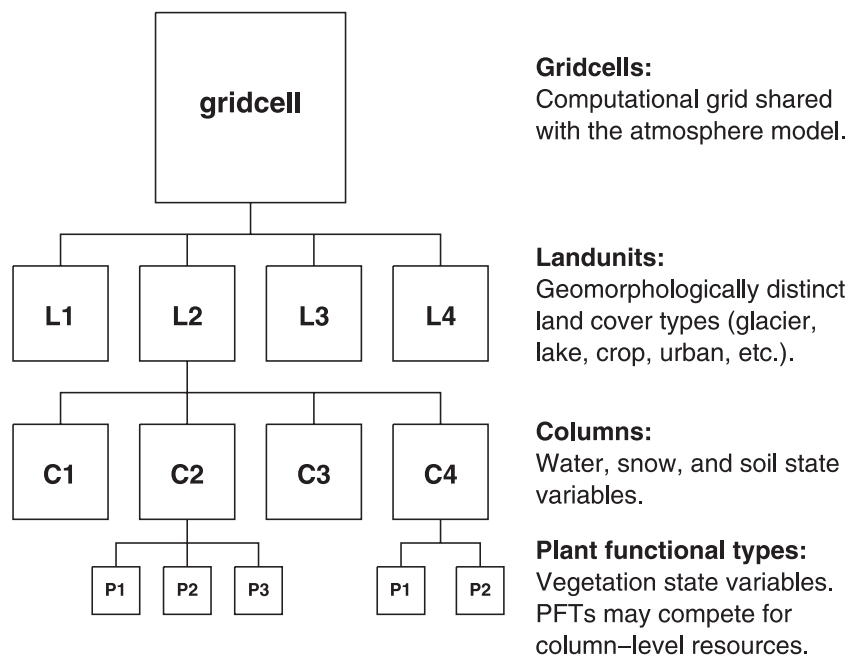 gridcell
Gridcells:
Computational grid shared
with the atmosphere model.
L1 L2 L3 L4
Landunits:
Geomorphologically distinct
land cover types (glacier,
lake, crop, urban, etc.).
C1 C2 C3 C4
Columns:
Water, snow, and soil state
variables.
P1 P2 P3 P1 P2
Plant functional types:
Vegetation state variables.
PFTs may compete for
column–level resources.